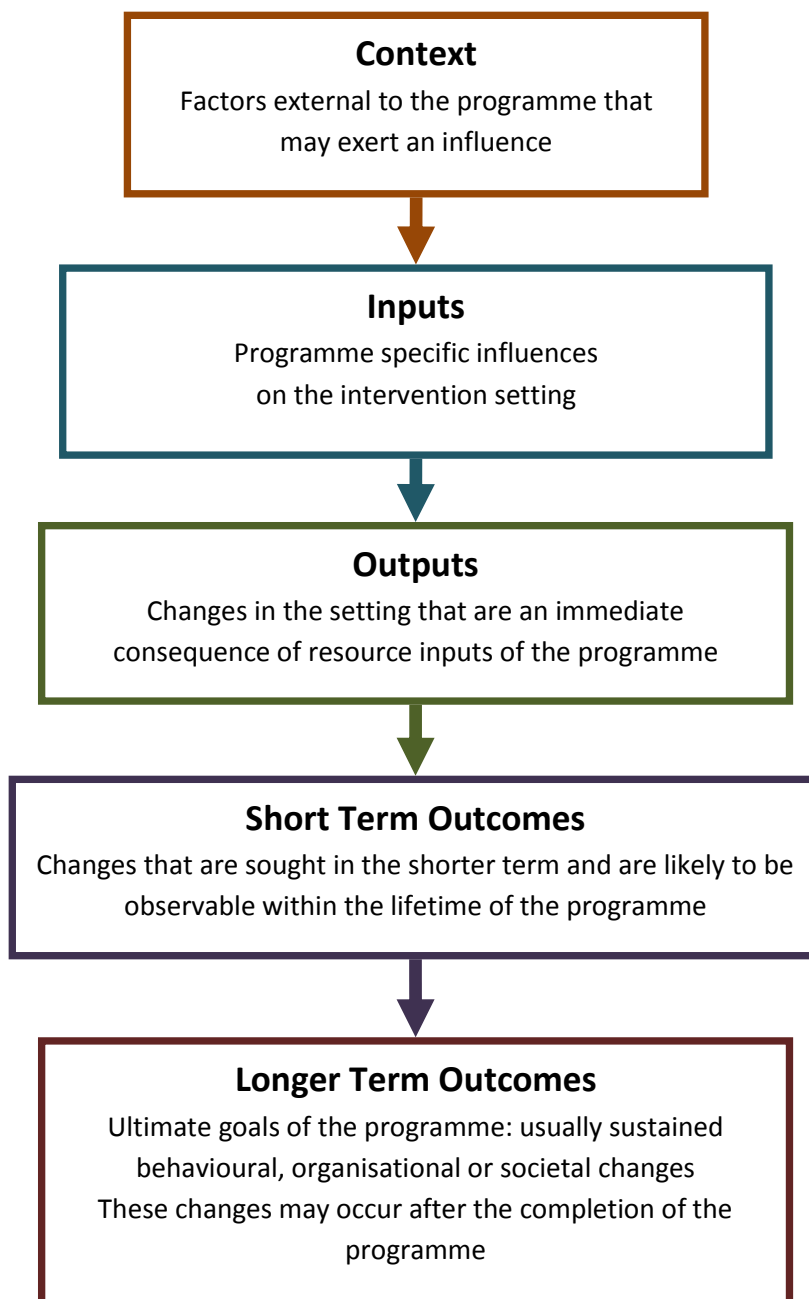 Context
Factors external to the programme that
may exert an influence
Inputs
Programme specific influences
on the intervention setting
Outputs
Changes in the setting that are an immediate
consequence of resource inputs of the programme
Short Term Outcomes
Changes that are sought in the shorter term and are likely to be
observable within the lifetime of the programme
Longer Term Outcomes
Ultimate goals of the programme: usually sustained
behavioural, organisational or societal changes
These changes may occur after the completion of the
programme